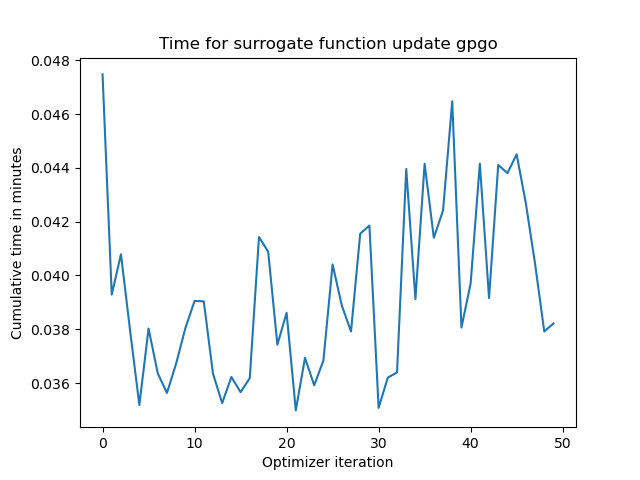 Time for surrogate function update gpgo
0.048
0.046
0.044
0.042
0.040
0.038
0.036
Cumulative time in minutes
0 10 20 30 40 50
Optimizer iteration